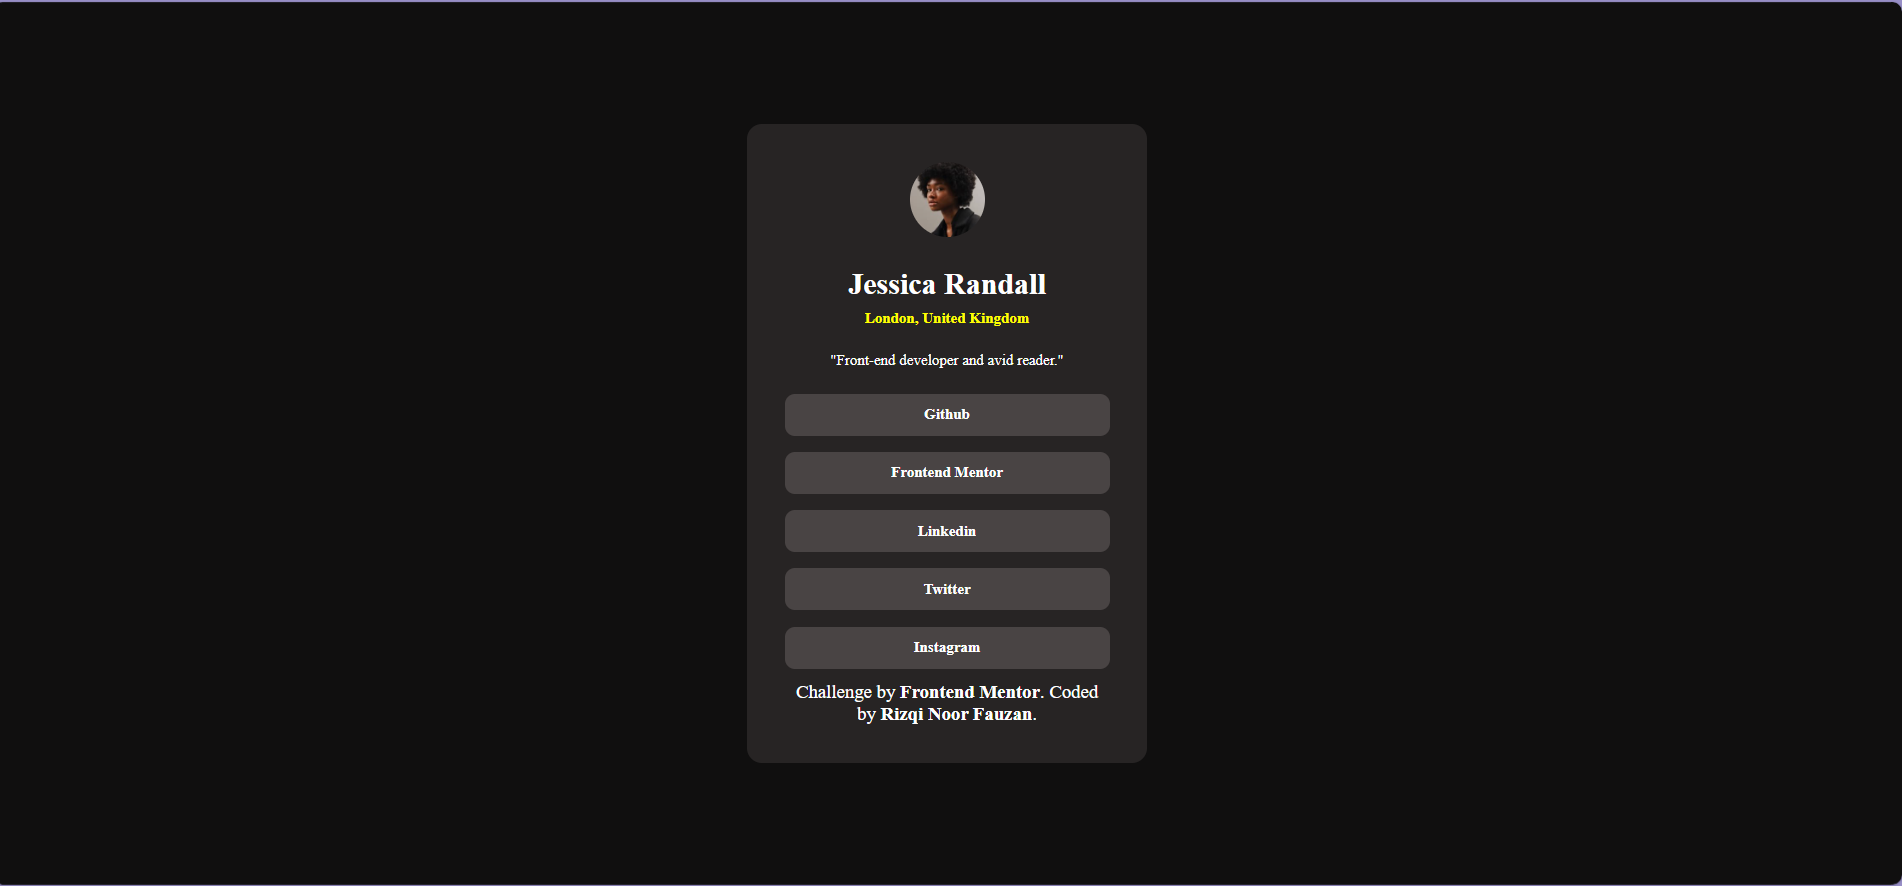 Jessica Randall
London, United Kingdom
"Front-end developer and avid reader."
Github
Frontend Mentor
Linkedin
Twitter
Instagram
Challenge by Frontend Mentor. Coded
by Rizqi Noor Fauzan.